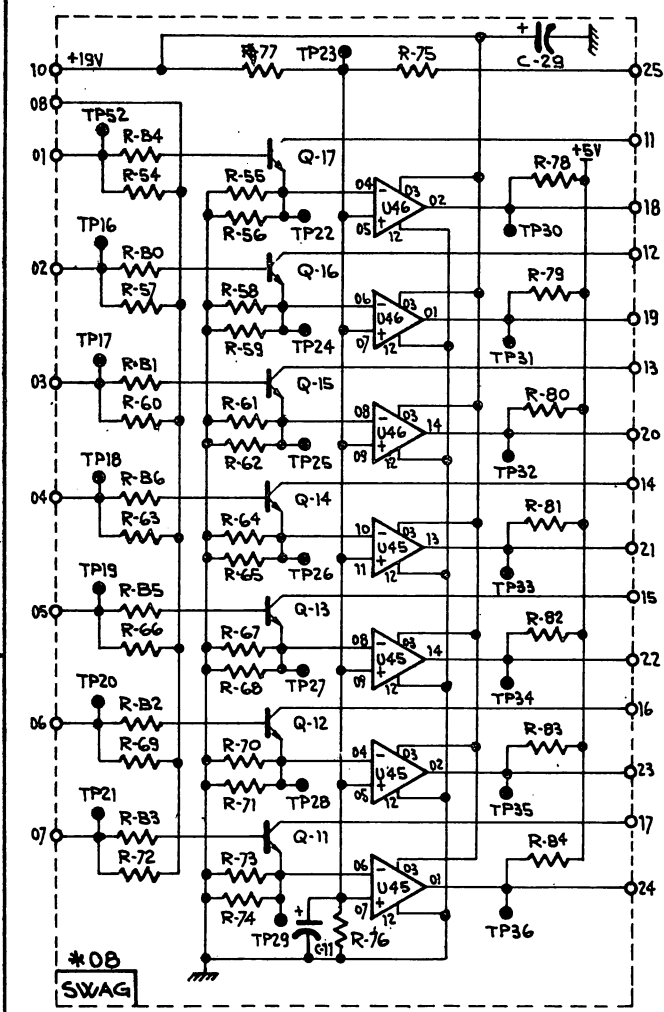 10 +19V R-77 TP23 R-75 + C-29 25
08
TP52
01 R-B4 Q-17 11
R-54 R-55 04 - 03 U46 02 R-78 +5V 18
R-56 TP22 05 + 12 TP30
TP16
02 R-B0 Q-16 12
R-57 R-58 06 - 03 U46 01 R-79 19
R-59 TP24 07 + 12 TP31
TP17
03 R-B1 Q-15 13
R-60 R-61 08 - 03 U46 14 R-80 20
R-62 TP25 09 + 12 TP32
TP18
04 R-B6 Q-14 14
R-63 R-64 10 - 03 U45 13 R-81 21
R-65 TP26 11 + 12 TP33
TP19
05 R-B5 Q-13 15
R-66 R-67 08 - 03 U45 14 R-82 22
R-68 TP27 09 + 12 TP34
TP20
06 R-B2 Q-12 16
R-69 R-70 04 - 03 U45 02 R-83 23
R-71 TP28 05 + 12 TP35
TP21
07 R-B3 Q-11 17
R-72 R-73 06 - 03 U45 01 R-84 24
R-74 TP29 + C-11 R-76 07 + 12 TP36
*08
SWAG